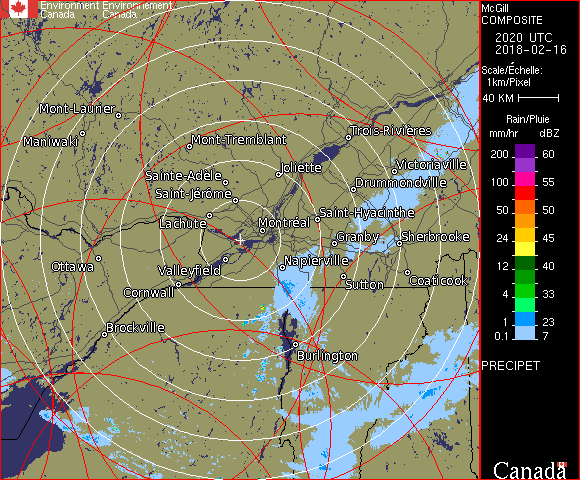 Environment Environnement
Canada Canada
McGill
COMPOSITE
2020 UTC
2018-02-16
Scale/Échelle:
1km/Pixel
40 KM
Rain/Pluie
mm/hr dBZ
200 60
100 55
50 50
24 45
12 40
4 33
1 23
0.1 7
PRECIPET
Canada
Mont-Laurier
Maniwaki
Mont-Tremblant
Trois-Rivières
Sainte-Adèle
Joliette
Victoriaville
Saint-Jérôme
Drummondville
Lachute
Montréal
Saint-Hyacinthe
Granby
Sherbrooke
Ottawa
Valleyfield
Napierville
Cornwall
Sutton
Coaticook
Brockville
Burlington